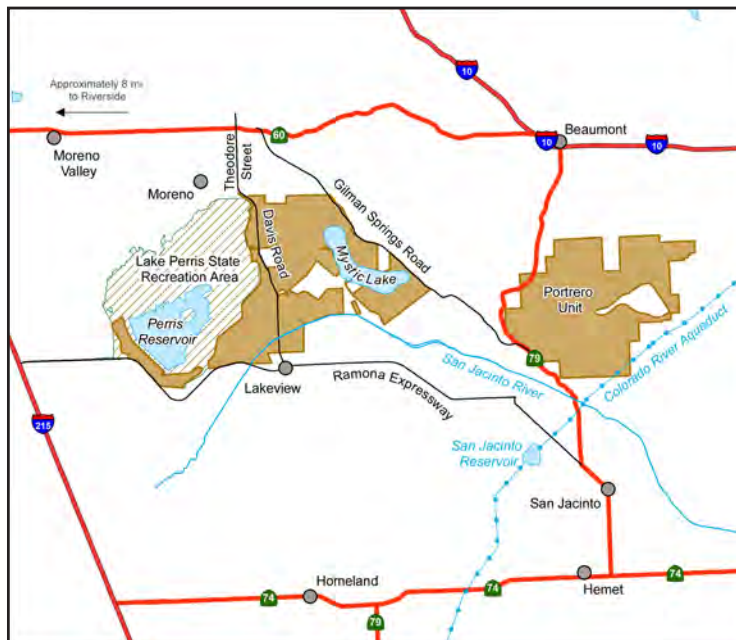 10
Approximately 8 mi
to Riverside
60
10
Beaumont
10
Moreno
Valley
Theodore
Street
Moreno
Gilman Springs Road
Davis Road
Mystic Lake
Lake Perris State
Recreation Area
Portrero
Unit
Perris
Reservoir
79
Colorado River Aqueduct
San Jacinto River
Lakeview
Ramona Expressway
215
San Jacinto
Reservoir
San Jacinto
Homeland
Hemet
74
74
74
79